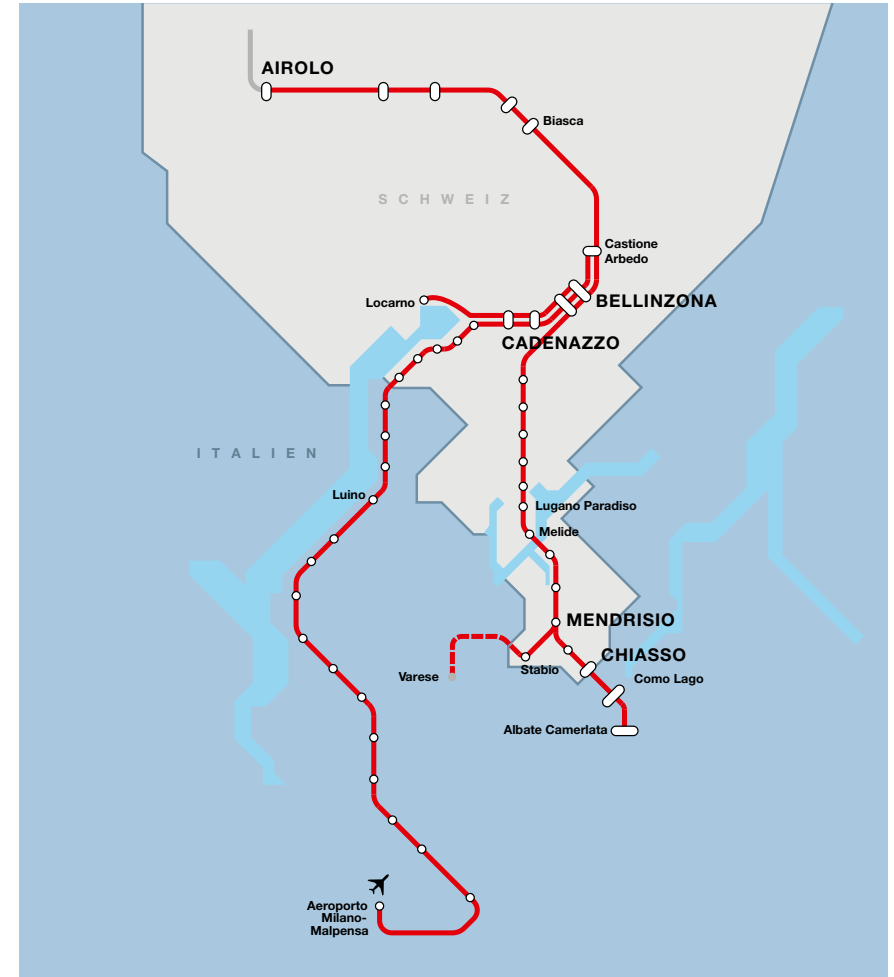 AIROLO
Biasca
SCHWEIZ
Castione
Arbedo
Locarno
BELLINZONA
CADENAZZO
ITALIEN
Luino
Lugano Paradiso
Melide
MENDRISIO
CHIASSO
Stabio
Varese
Como Lago
Albate Camerlata
Aeroporto
Milano-
Malpensa